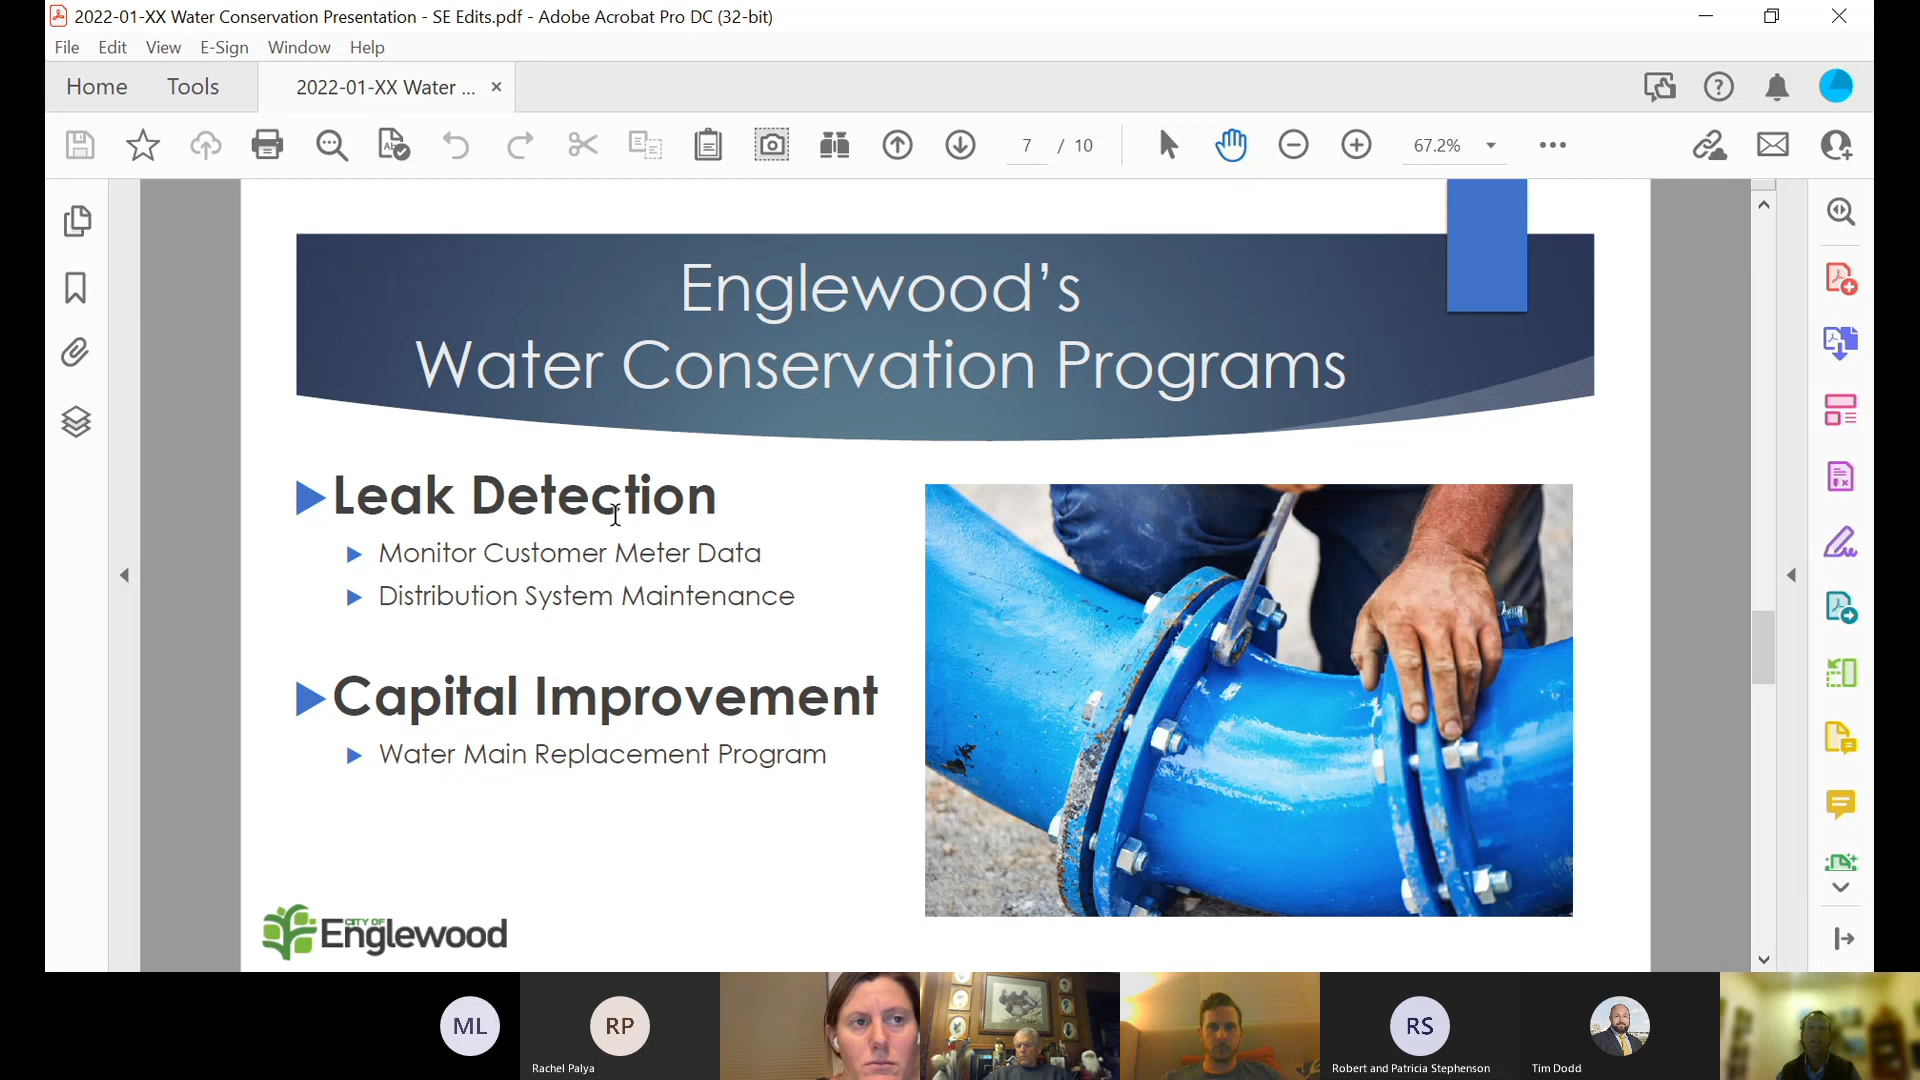 2022-01-XX Water Conservation Presentation - SE Edits.pdf - Adobe Acrobat Pro DC (32-bit)
File Edit View E-Sign Window Help
Home Tools 2022-01-XX Water ...
7 / 10 67.2%
Englewood's
Water Conservation Programs
Leak Detection
Monitor Customer Meter Data
Distribution System Maintenance
Capital Improvement
Water Main Replacement Program
CITY OF
Englewood
ML RP RS
Rachel Palya Robert and Patricia Stephenson Tim Dodd